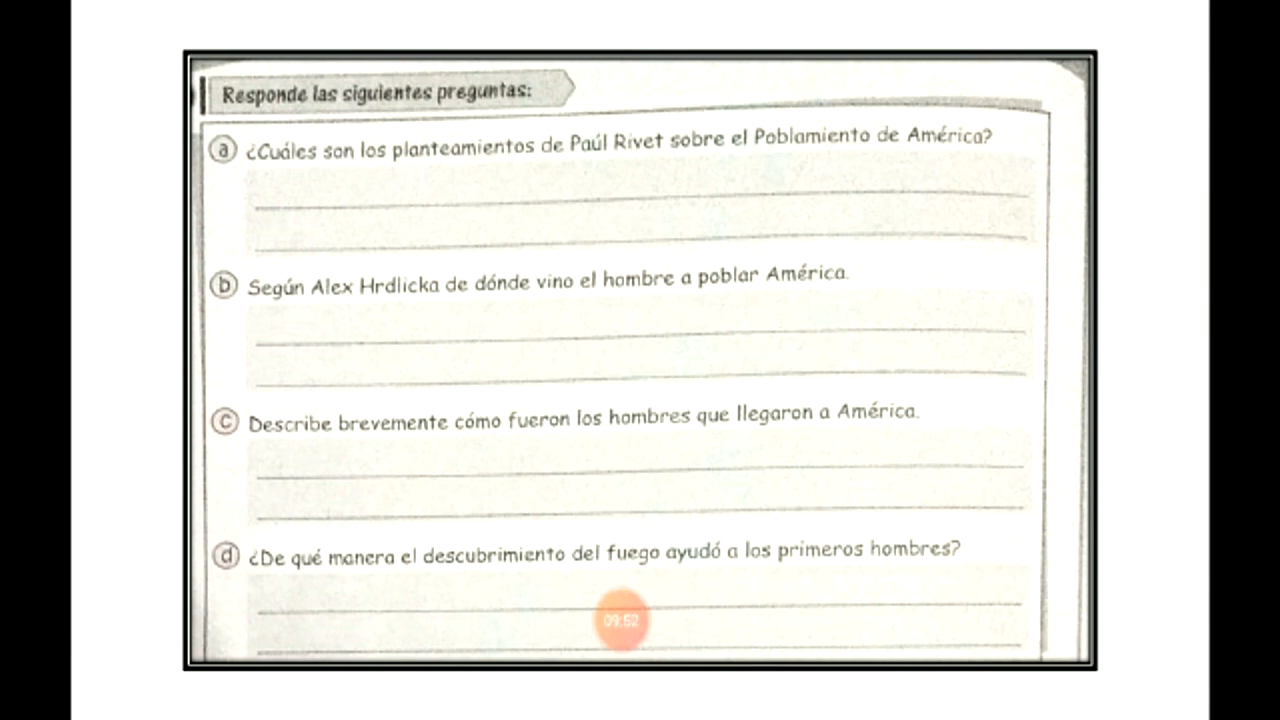 Responde las siguientes preguntas:
a ¿Cuáles son los planteamientos de Paúl Rivet sobre el Poblamiento de América?
b Según Alex Hrdlicka de dónde vino el hombre a poblar América.
c Describe brevemente cómo fueron los hombres que llegaron a América.
d ¿De qué manera el descubrimiento del fuego ayudó a los primeros hombres?
09:52